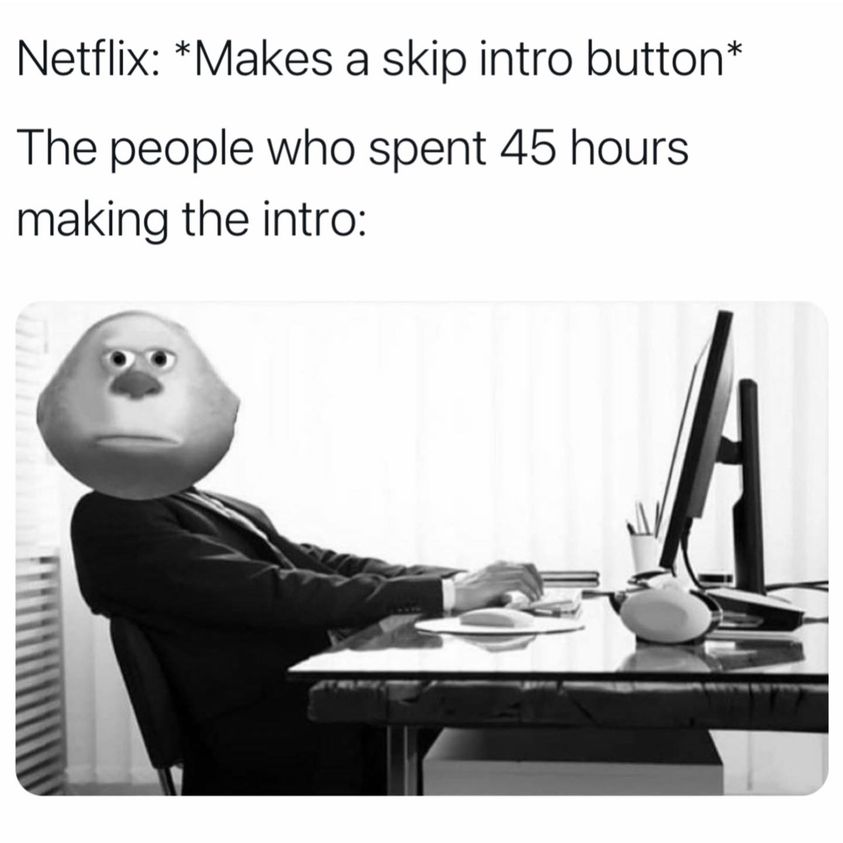 Netflix: *Makes a skip intro button*
The people who spent 45 hours
making the intro: